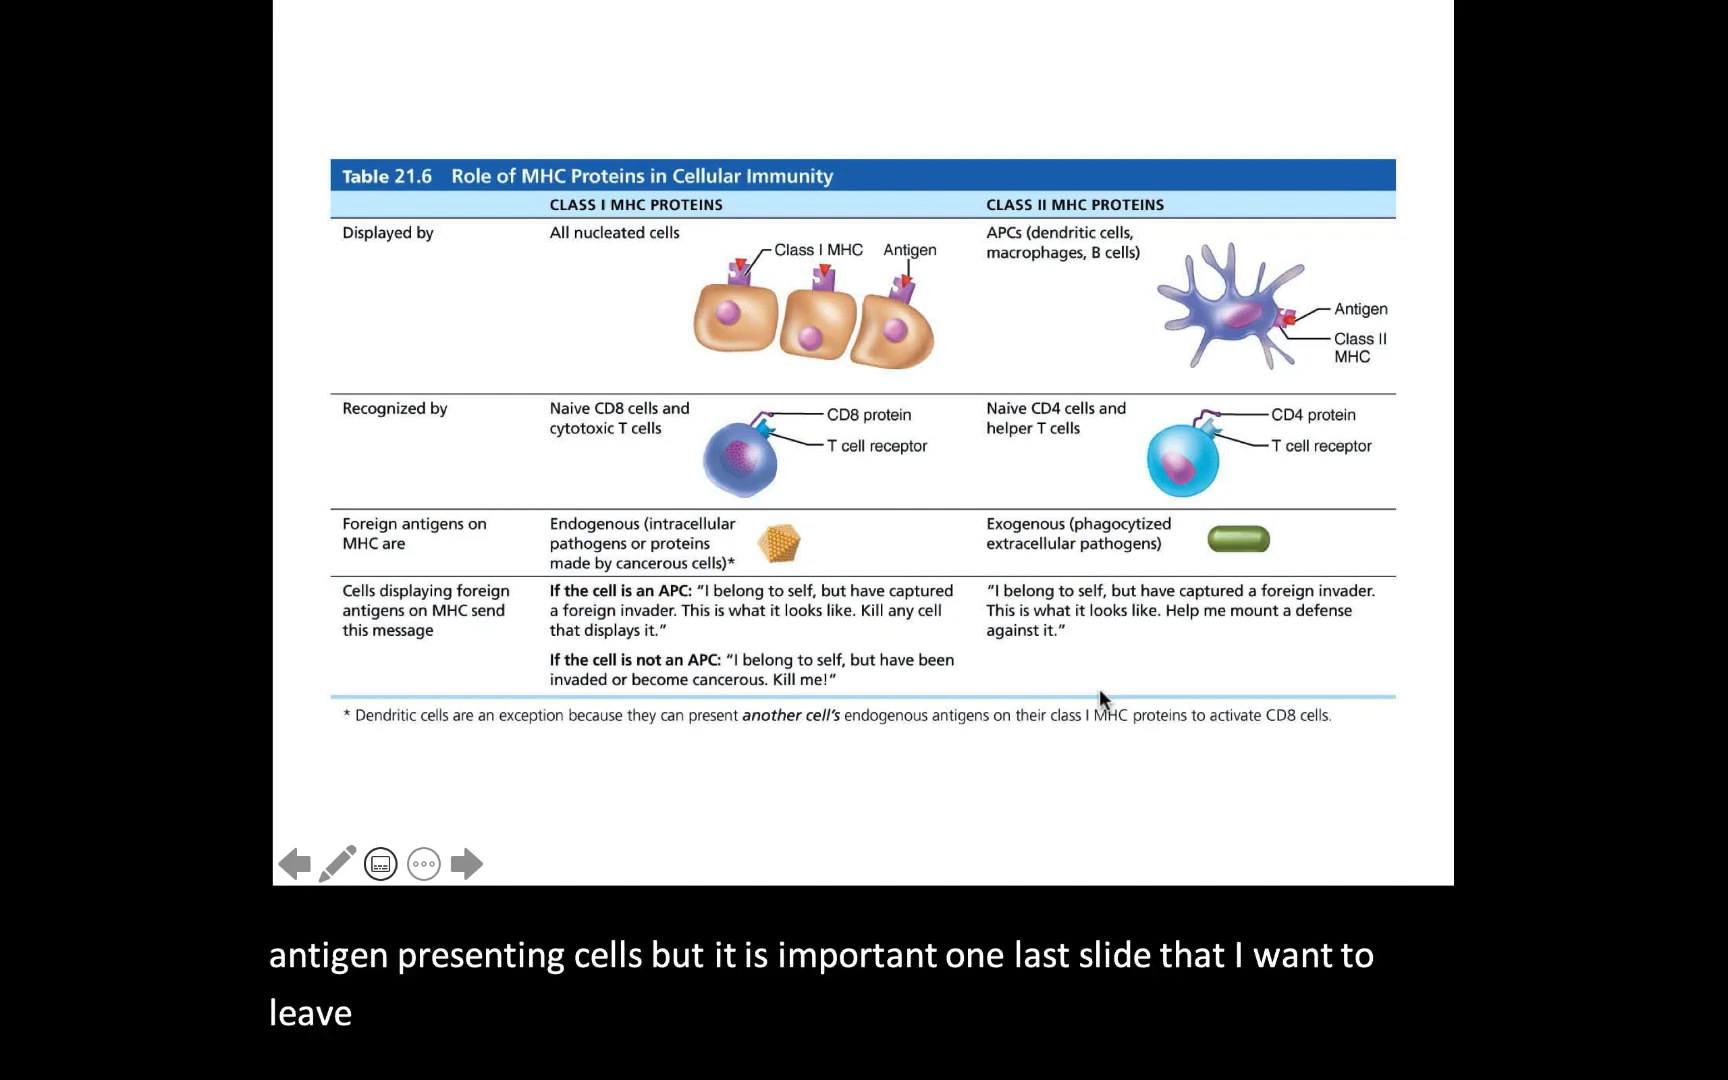 Table 21.6 Role of MHC Proteins in Cellular Immunity
CLASS I MHC PROTEINS
CLASS II MHC PROTEINS
Displayed by
All nucleated cells
Class I MHC
Antigen
APCs (dendritic cells,
macrophages, B cells)
Antigen
Class II
MHC
Recognized by
Naive CD8 cells and
cytotoxic T cells
CD8 protein
T cell receptor
Naive CD4 cells and
helper T cells
CD4 protein
T cell receptor
Foreign antigens on
MHC are
Endogenous (intracellular
pathogens or proteins
made by cancerous cells)*
Exogenous (phagocytized
extracellular pathogens)
Cells displaying foreign
antigens on MHC send
this message
If the cell is an APC: “I belong to self, but have captured
a foreign invader. This is what it looks like. Kill any cell
that displays it.”
If the cell is not an APC: “I belong to self, but have been
invaded or become cancerous. Kill me!”
“I belong to self, but have captured a foreign invader.
This is what it looks like. Help me mount a defense
against it.”
* Dendritic cells are an exception because they can present another cell’s endogenous antigens on their class I MHC proteins to activate CD8 cells.
antigen presenting cells but it is important one last slide that I want to
leave